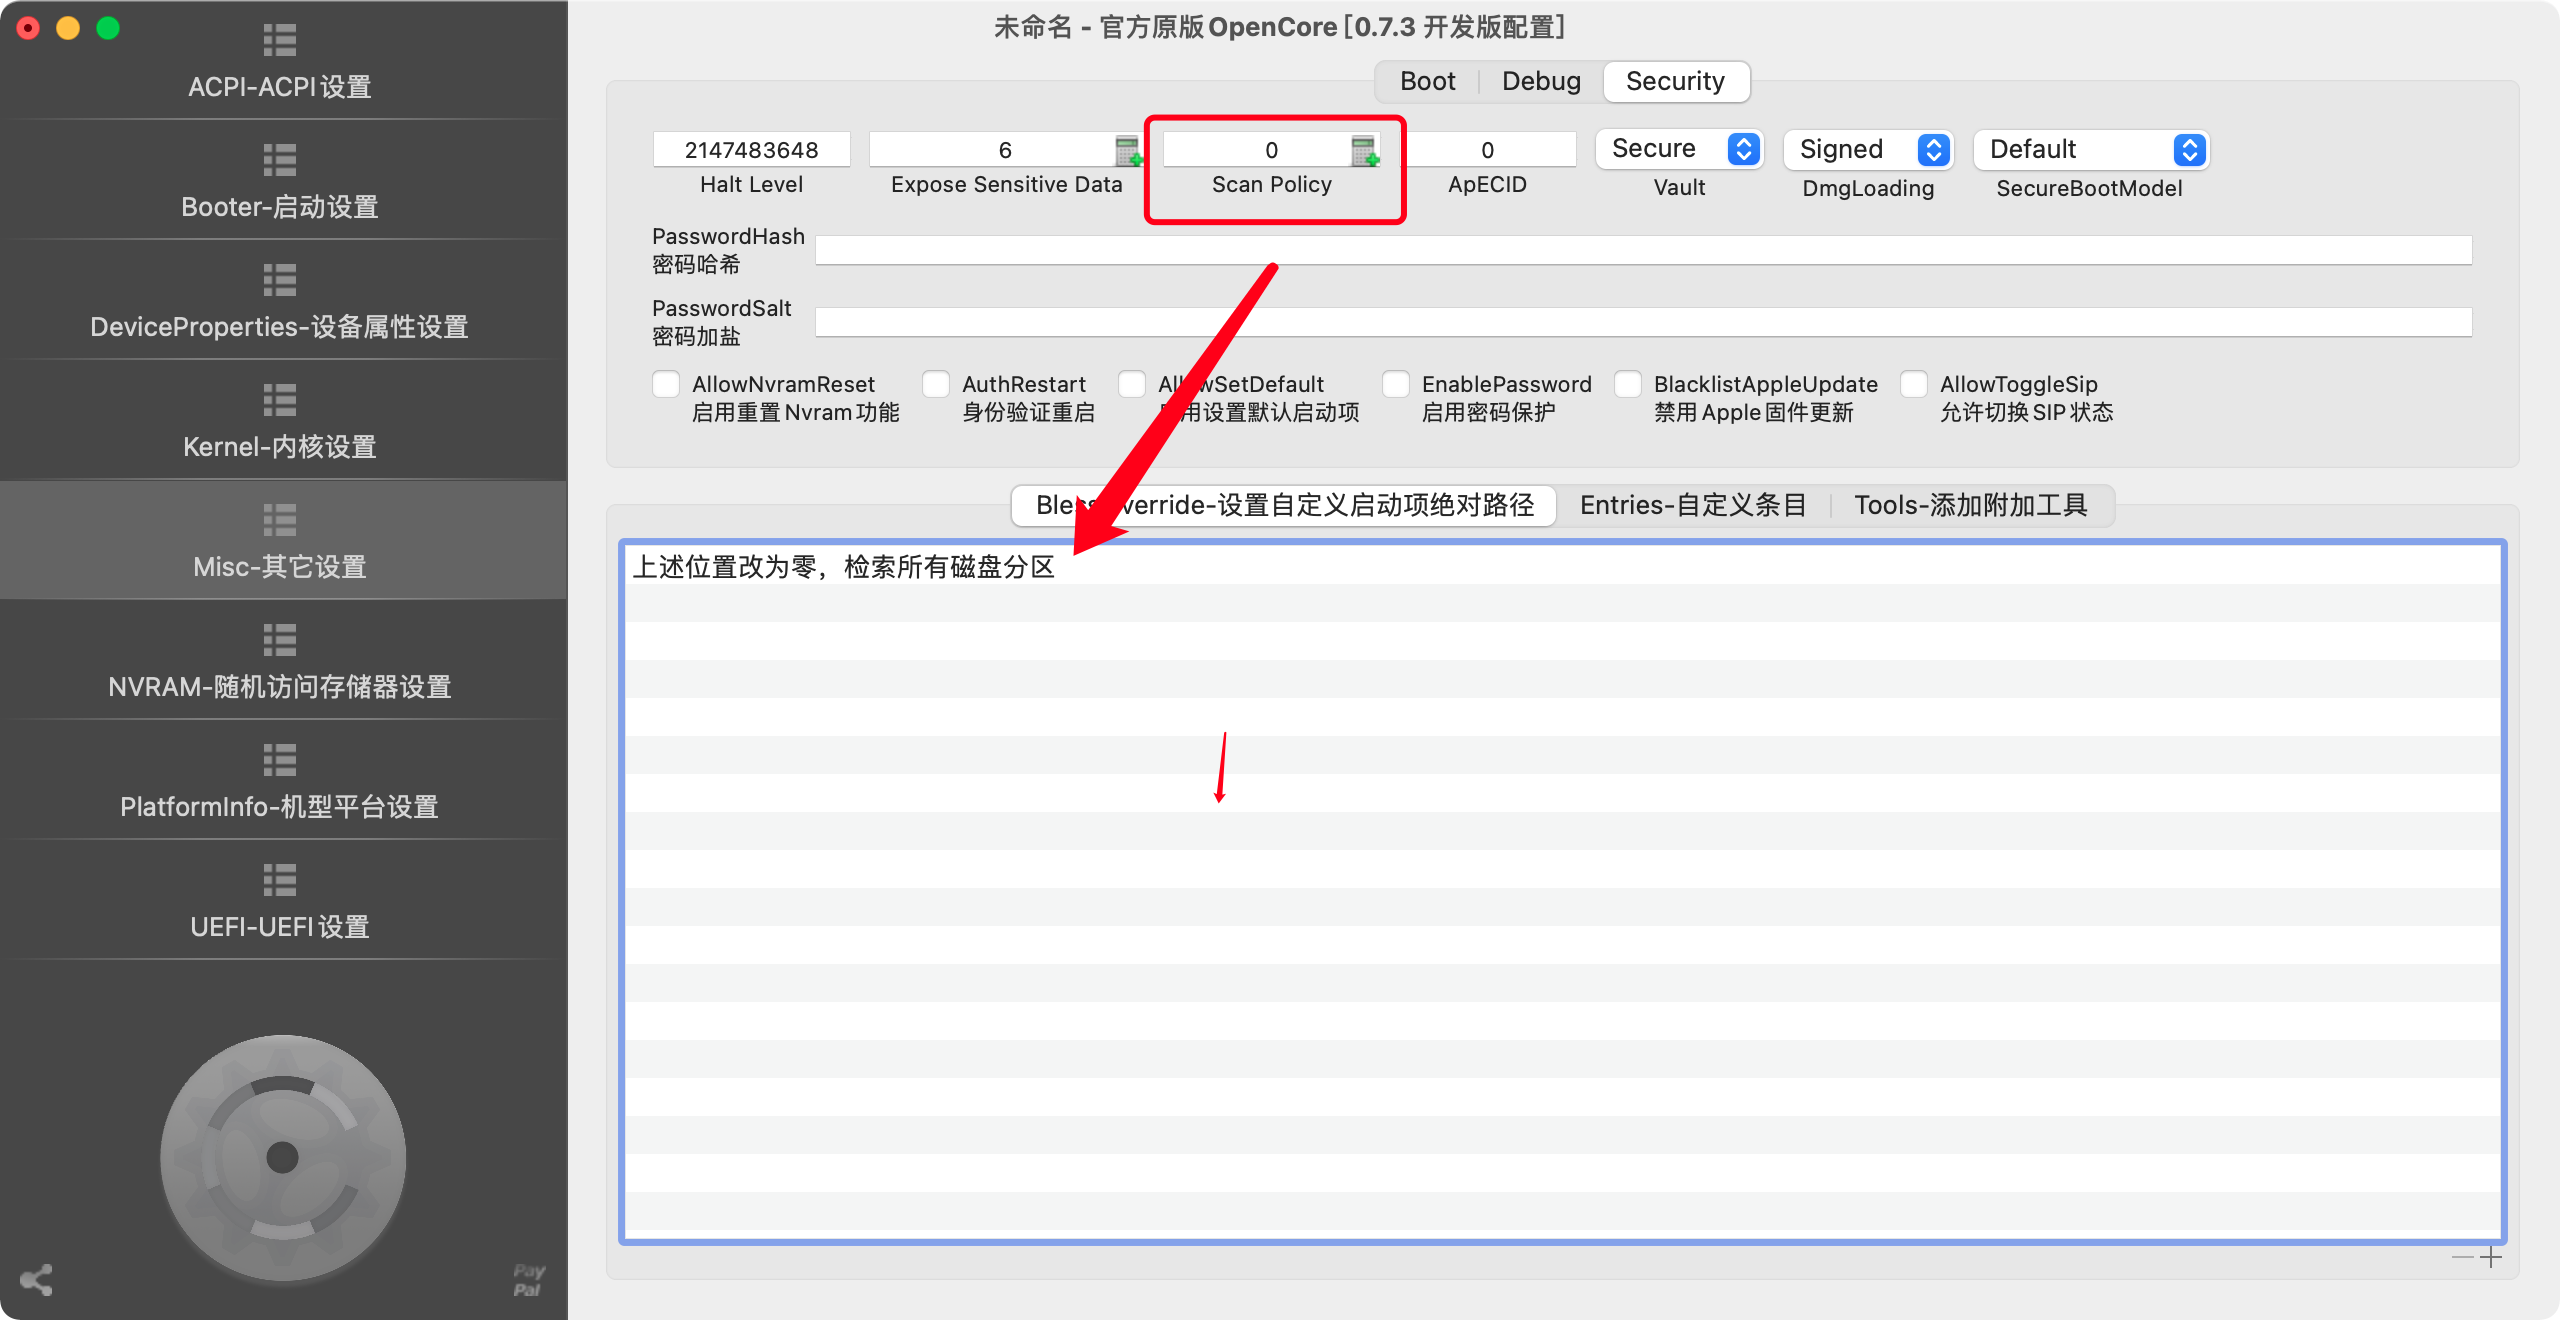 未命名 - 官方原版OpenCore[0.7.3 开发版配置]
ACPI-ACPI设置
Booter-启动设置
DeviceProperties-设备属性设置
Kernel-内核设置
Misc-其它设置
NVRAM-随机访问存储器设置
PlatformInfo-机型平台设置
UEFI-UEFI设置
Pay
Pal
Boot Debug Security
2147483648 6 0 0 Secure Signed Default
Halt Level Expose Sensitive Data Scan Policy ApECID Vault DmgLoading SecureBootModel
PasswordHash
密码哈希
PasswordSalt
密码加盐
AllowNvramReset AuthRestart SetDefault EnablePassword BlacklistAppleUpdate AllowToggleSip
启用重置Nvram功能 身份验证重启 用设置默认启动项 启用密码保护 禁用Apple固件更新 允许切换SIP状态
verride-设置自定义启动项绝对路径 Entries-自定义条目 Tools-添加附加工具
上述位置改为零，检索所有磁盘分区